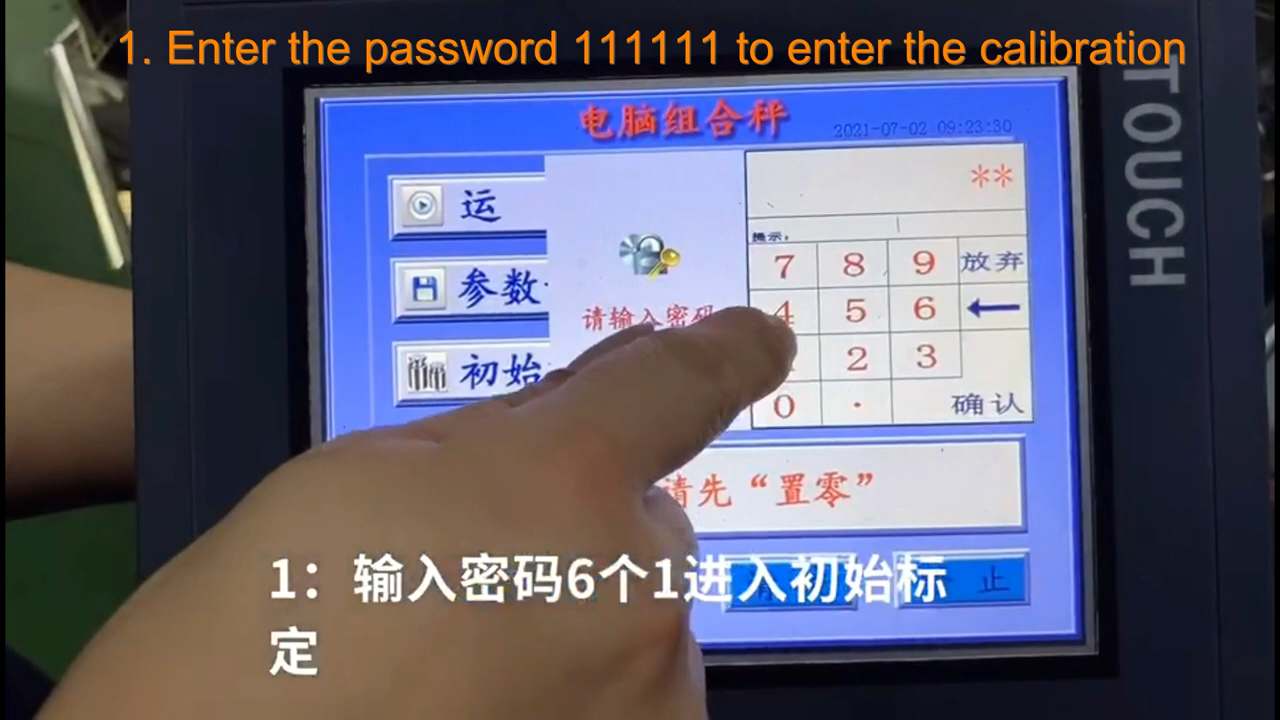 1. Enter the password 111111 to enter the calibration
TOUCH
电脑组合秤
2021-07-02 09:23:30
运
参数
初始
请输入密码
**
提示:
7 8 9 放弃
4 5 6 ←
2 3
0 · 确认
请先“置零”
止
1：输入密码6个1进入初始标
定